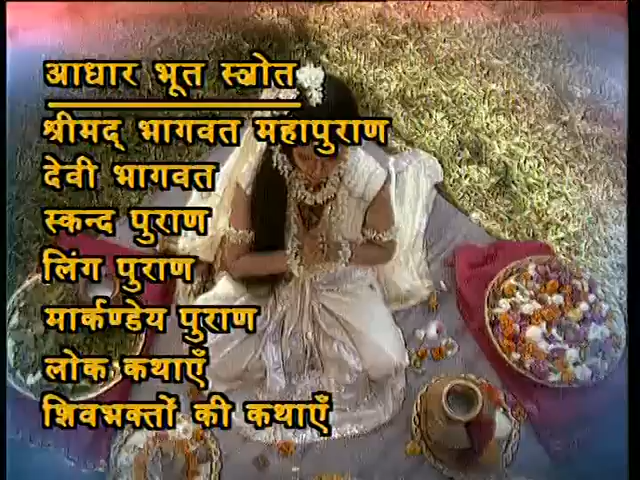 आधार भूत स्त्रोत
श्रीमद् भागवत महापुराण
देवी भागवत
स्कन्द पुराण
लिंग पुराण
मार्कण्डेय पुराण
लोक कथाएँ
शिवभक्तों की कथाएँ